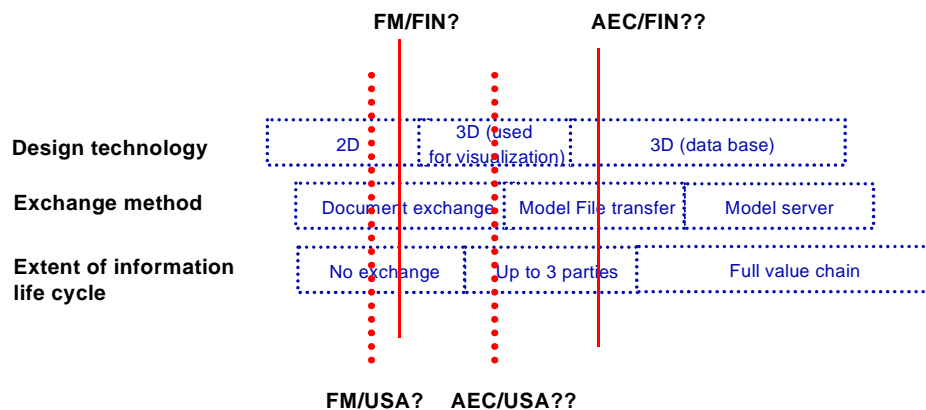 FM/FIN?
AEC/FIN??
Design technology
2D
3D (used
for visualization)
3D (data base)
Exchange method
Document exchange
Model File transfer
Model server
Extent of information
life cycle
No exchange
Up to 3 parties
Full value chain
FM/USA?
AEC/USA??